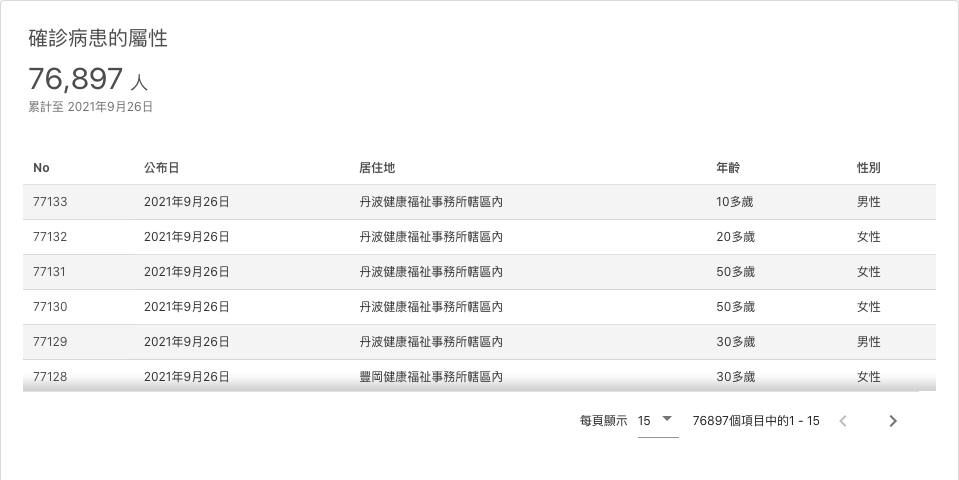 確診病患的屬性
76,897 人
累計至 2021年9月26日
No 公布日 居住地 年齡 性別
77133 2021年9月26日 丹波健康福祉事務所轄區內 10多歲 男性
77132 2021年9月26日 丹波健康福祉事務所轄區內 20多歲 女性
77131 2021年9月26日 丹波健康福祉事務所轄區內 50多歲 女性
77130 2021年9月26日 丹波健康福祉事務所轄區內 50多歲 女性
77129 2021年9月26日 丹波健康福祉事務所轄區內 30多歲 男性
77128 2021年9月26日 豐岡健康福祉事務所轄區內 30多歲 女性
每頁顯示 15 76897個項目中的1 - 15